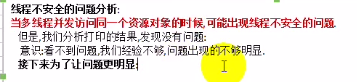 线程不安全的问题分析:
当多线程并发访问同一个资源对象的时候,可能出现线程不安全的问题.
但是,我们分析打印的结果,发现没有问题:
意识:看不到问题,我们经验不够,问题出现的不够明显.
接下来为了让问题更明显: